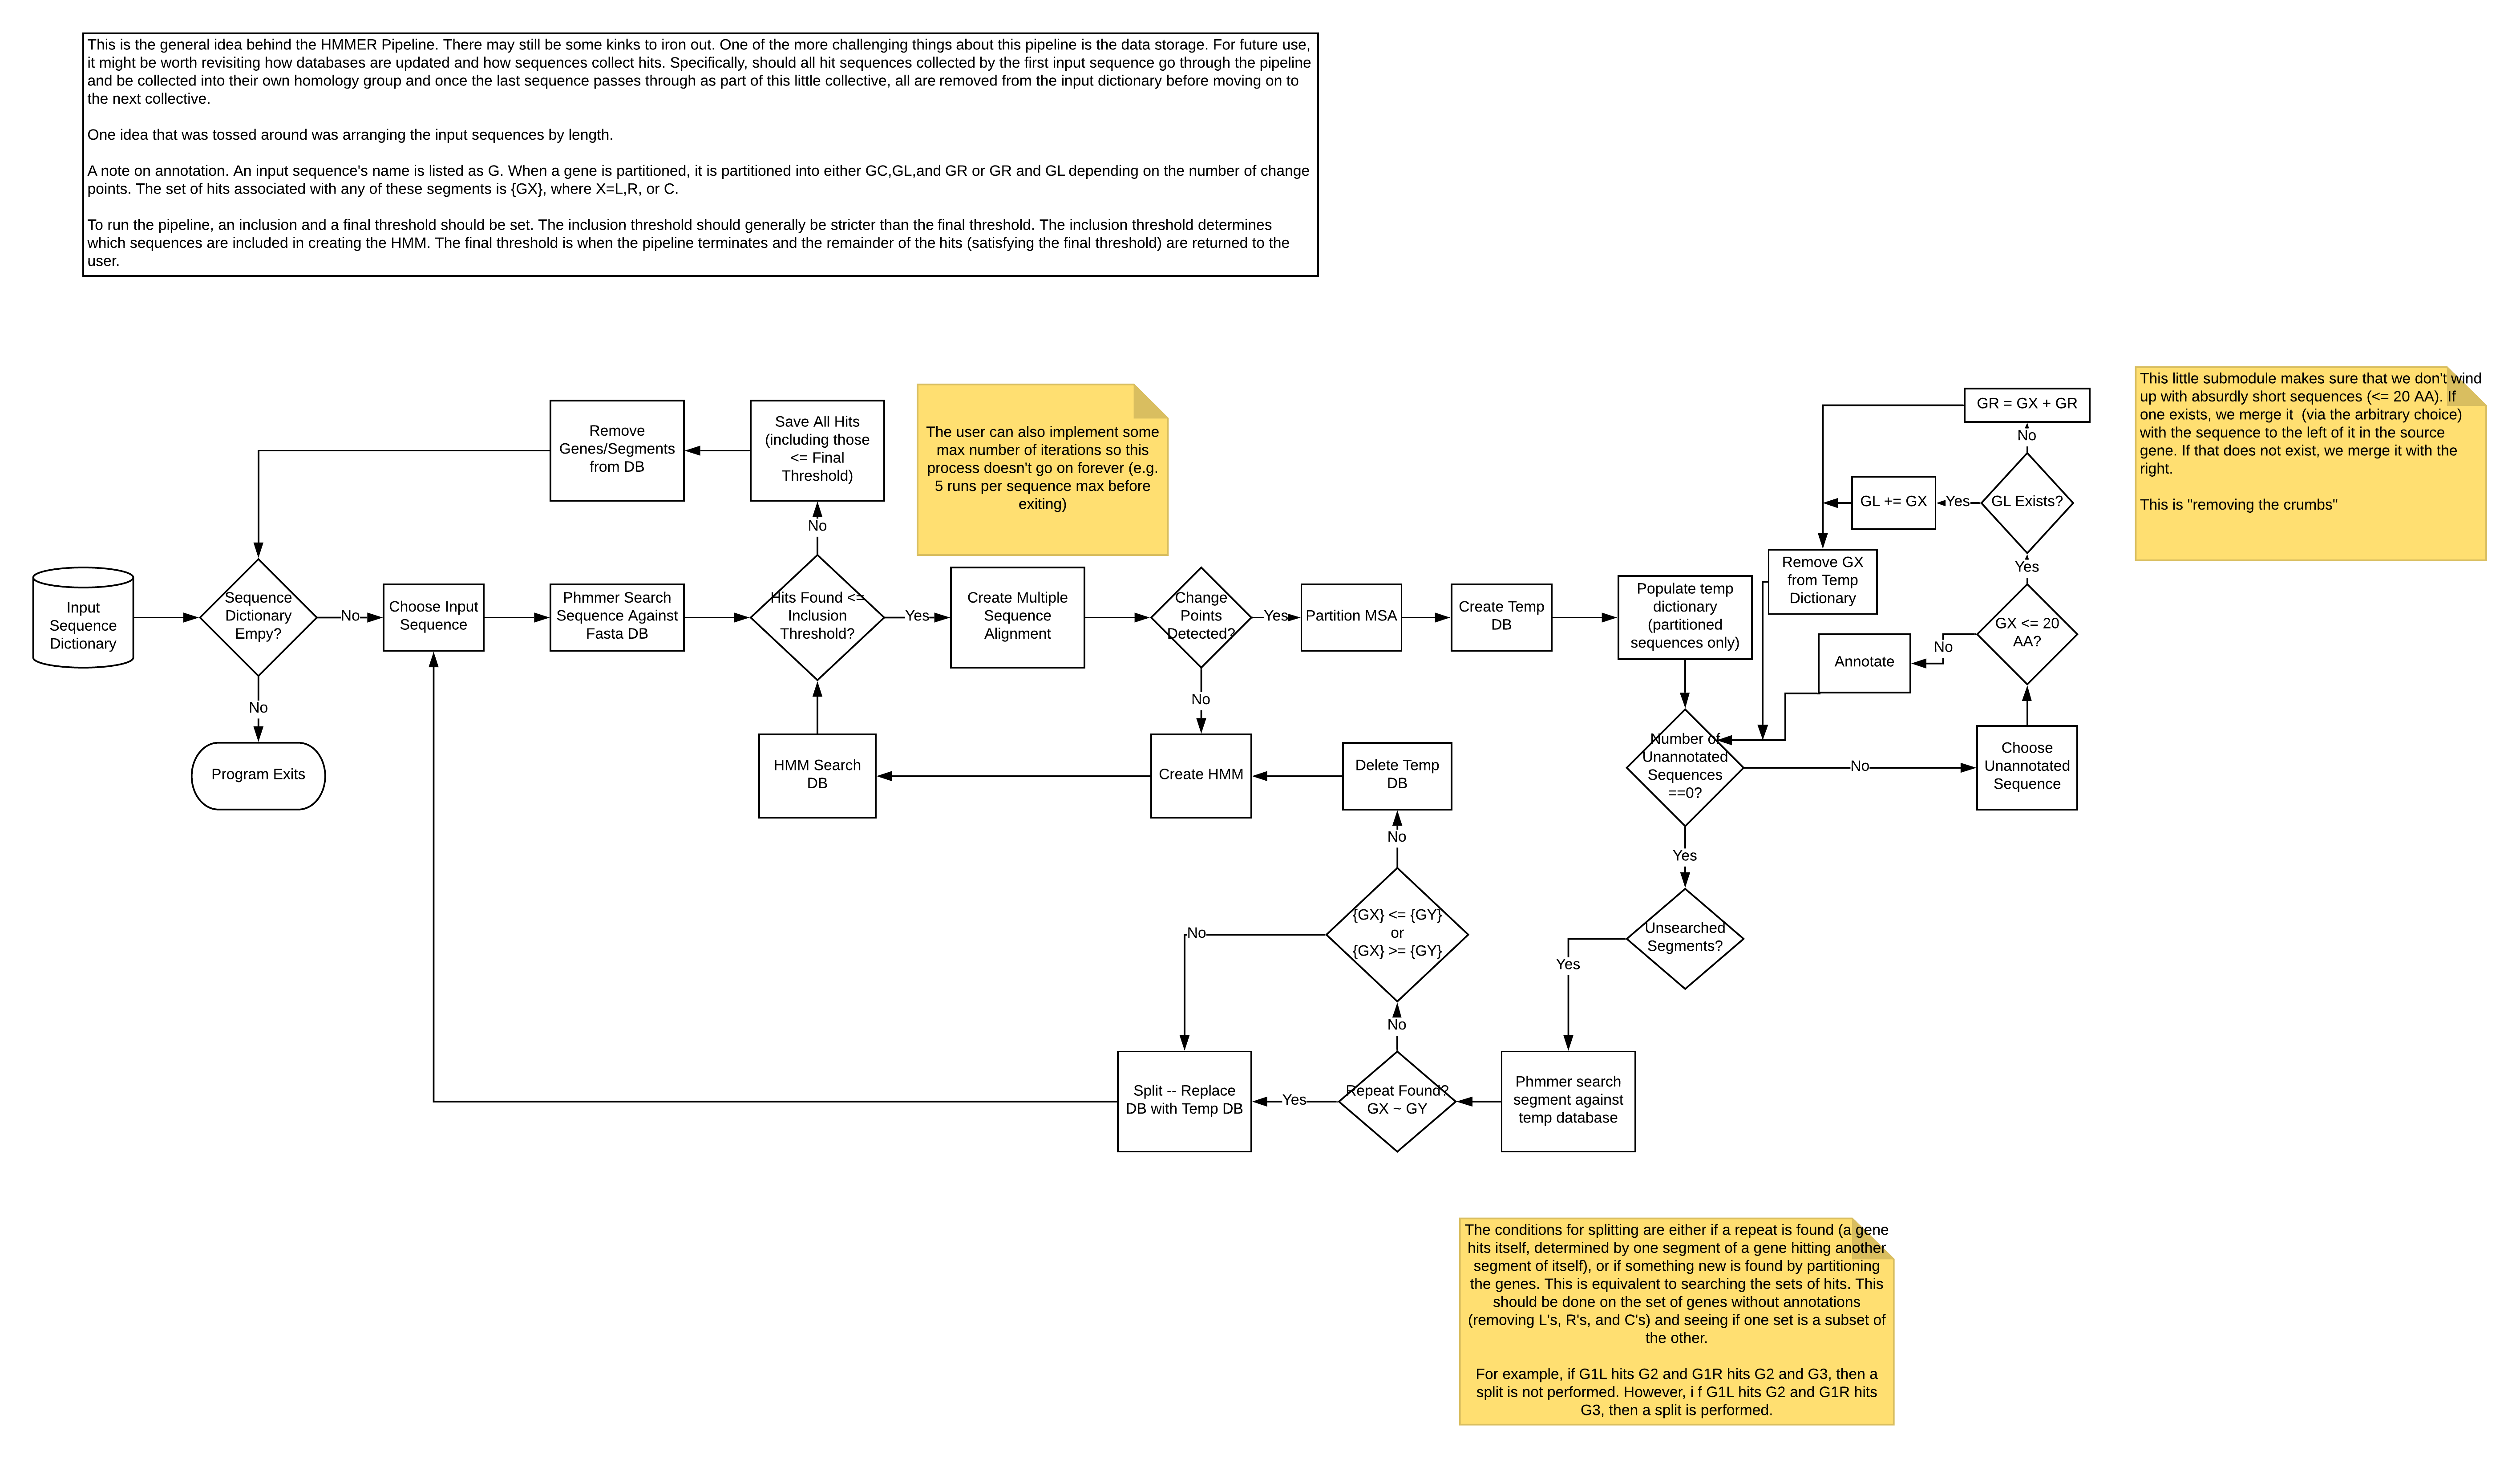 This is the general idea behind the HMMER Pipeline. There may still be some kinks to iron out. One of the more challenging things about this pipeline is the data storage. For future use,
it might be worth revisiting how databases are updated and how sequences collect hits. Specifically, should all hit sequences collected by the first input sequence go through the pipeline
and be collected into their own homology group and once the last sequence passes through as part of this little collective, all are removed from the input dictionary before moving on to
the next collective.
One idea that was tossed around was arranging the input sequences by length.
A note on annotation. An input sequence's name is listed as G. When a gene is partitioned, it is partitioned into either GC,GL,and GR or GR and GL depending on the number of change
points. The set of hits associated with any of these segments is {GX}, where X=L,R, or C.
To run the pipeline, an inclusion and a final threshold should be set. The inclusion threshold should generally be stricter than the final threshold. The inclusion threshold determines
which sequences are included in creating the HMM. The final threshold is when the pipeline terminates and the remainder of the hits (satisfying the final threshold) are returned to the
user.
Remove
Genes/Segments
from DB
Save All Hits
(including those
<= Final
Threshold)
The user can also implement some
max number of iterations so this
process doesn't go on forever (e.g.
5 runs per sequence max before
exiting)
GR = GX + GR
No
GL += GX
Yes
GL Exists?
This little submodule makes sure that we don't wind
up with absurdly short sequences (<= 20 AA). If
one exists, we merge it  (via the arbitrary choice)
with the sequence to the left of it in the source
gene. If that does not exist, we merge it with the
right.
This is "removing the crumbs"
No
Input
Sequence
Dictionary
Sequence
Dictionary
Empy?
No
Choose Input
Sequence
Phmmer Search
Sequence Against
Fasta DB
Hits Found <=
Inclusion
Threshold?
Yes
Create Multiple
Sequence
Alignment
Change
Points
Detected?
Yes
Partition MSA
Create Temp
DB
Populate temp
dictionary
(partitioned
sequences only)
Remove GX
from Temp
Dictionary
Yes
GX <= 20
AA?
No
Annotate
No
Program Exits
HMM Search
DB
No
Create HMM
Delete Temp
DB
Number of
Unannotated
Sequences
==0?
No
Choose
Unannotated
Sequence
No
Yes
{GX} <= {GY}
or
{GX} >= {GY}
No
Unsearched
Segments?
Yes
No
Split -- Replace
DB with Temp DB
Yes
Repeat Found?
GX ~ GY
Phmmer search
segment against
temp database
The conditions for splitting are either if a repeat is found (a gene
hits itself, determined by one segment of a gene hitting another
segment of itself), or if something new is found by partitioning
the genes. This is equivalent to searching the sets of hits. This
should be done on the set of genes without annotations
(removing L's, R's, and C's) and seeing if one set is a subset of
the other.
For example, if G1L hits G2 and G1R hits G2 and G3, then a
split is not performed. However, i f G1L hits G2 and G1R hits
G3, then a split is performed.